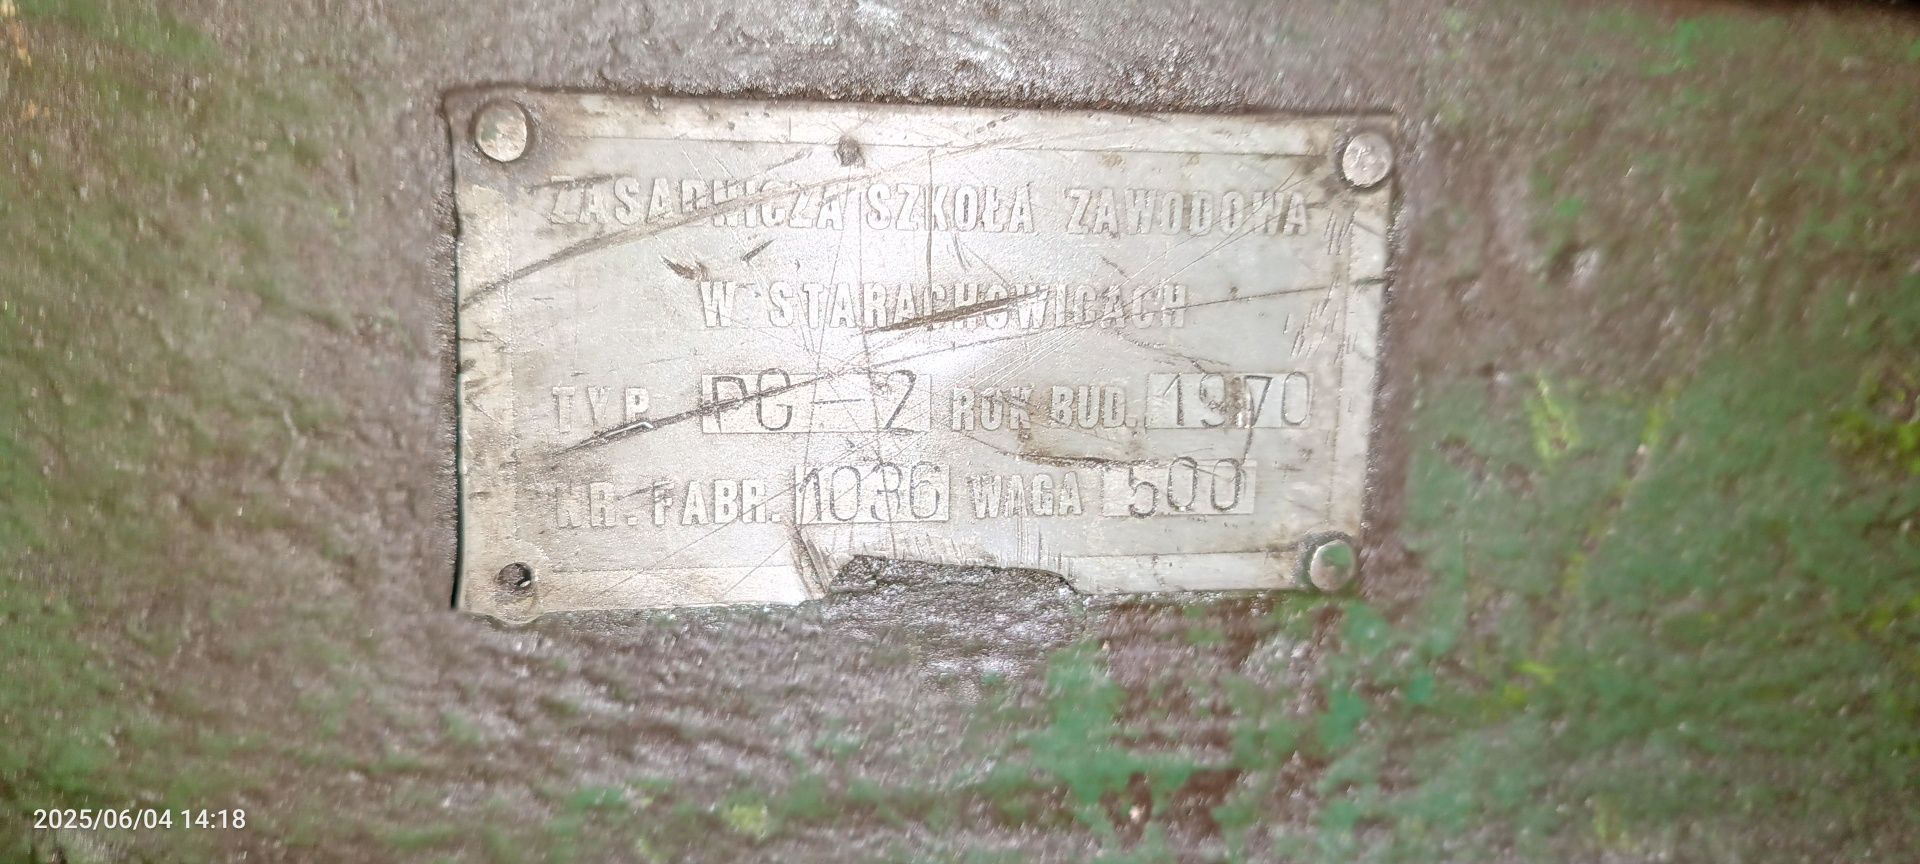 ZASADNICZA SZKOŁA ZAWODOWA
W STARACHOWICACH
TYP. PC-2 ROK BUD. 1970
NR. FABR. 1036 WAGA 500
2025/06/04 14:18